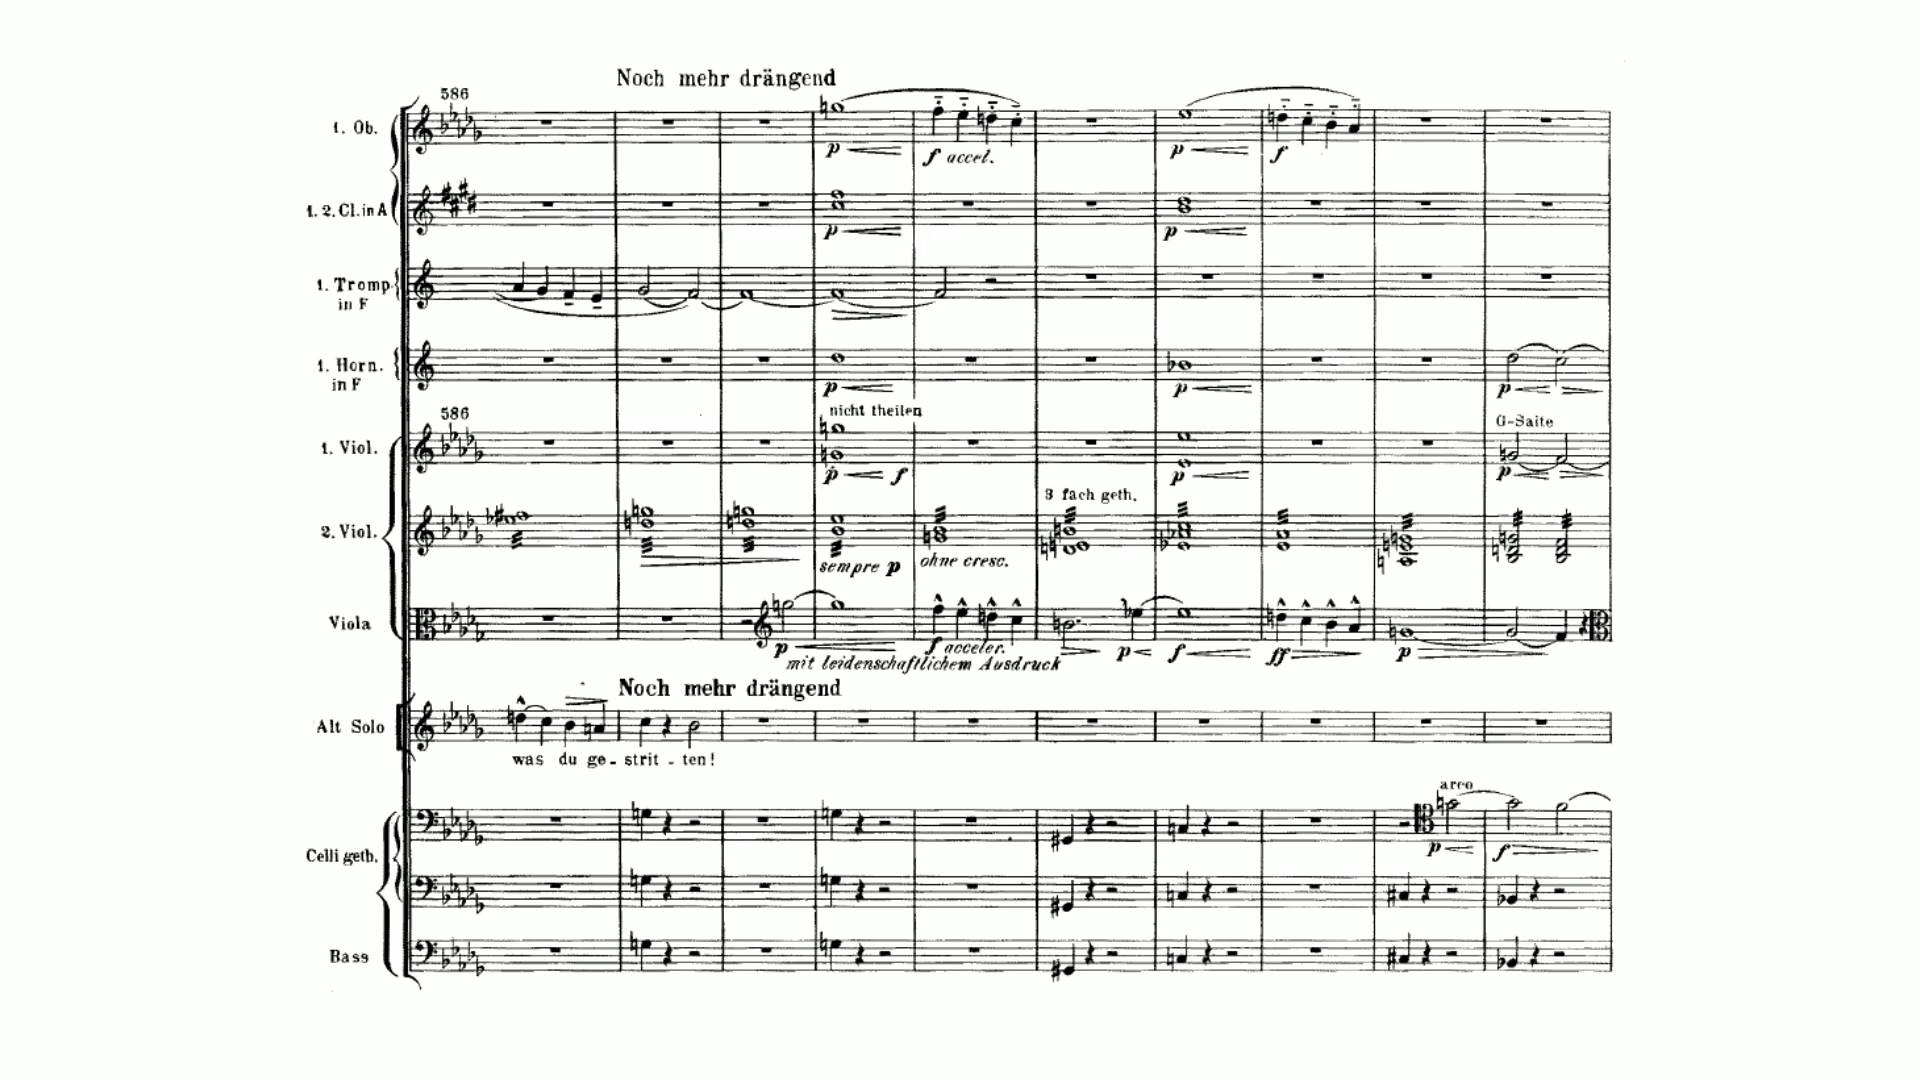 Noch mehr drängend
586
1. Ob.
p
f accel.
p
f
1. 2. Cl. in A
p
p
1. Tromp.
in F
1. Horn.
in F
p
p
p
586
nicht theilen
G-Saite
1. Viol.
p
f
p
p
3 fach geth.
2. Viol.
sempre p
ohne cresc.
Viola
p
f acceler.
p
f
ff
p
mit leidenschaftlichem Ausdruck
Noch mehr drängend
Alt Solo
was du ge - strit - ten!
arco
p
f
Celli geth.
Bass